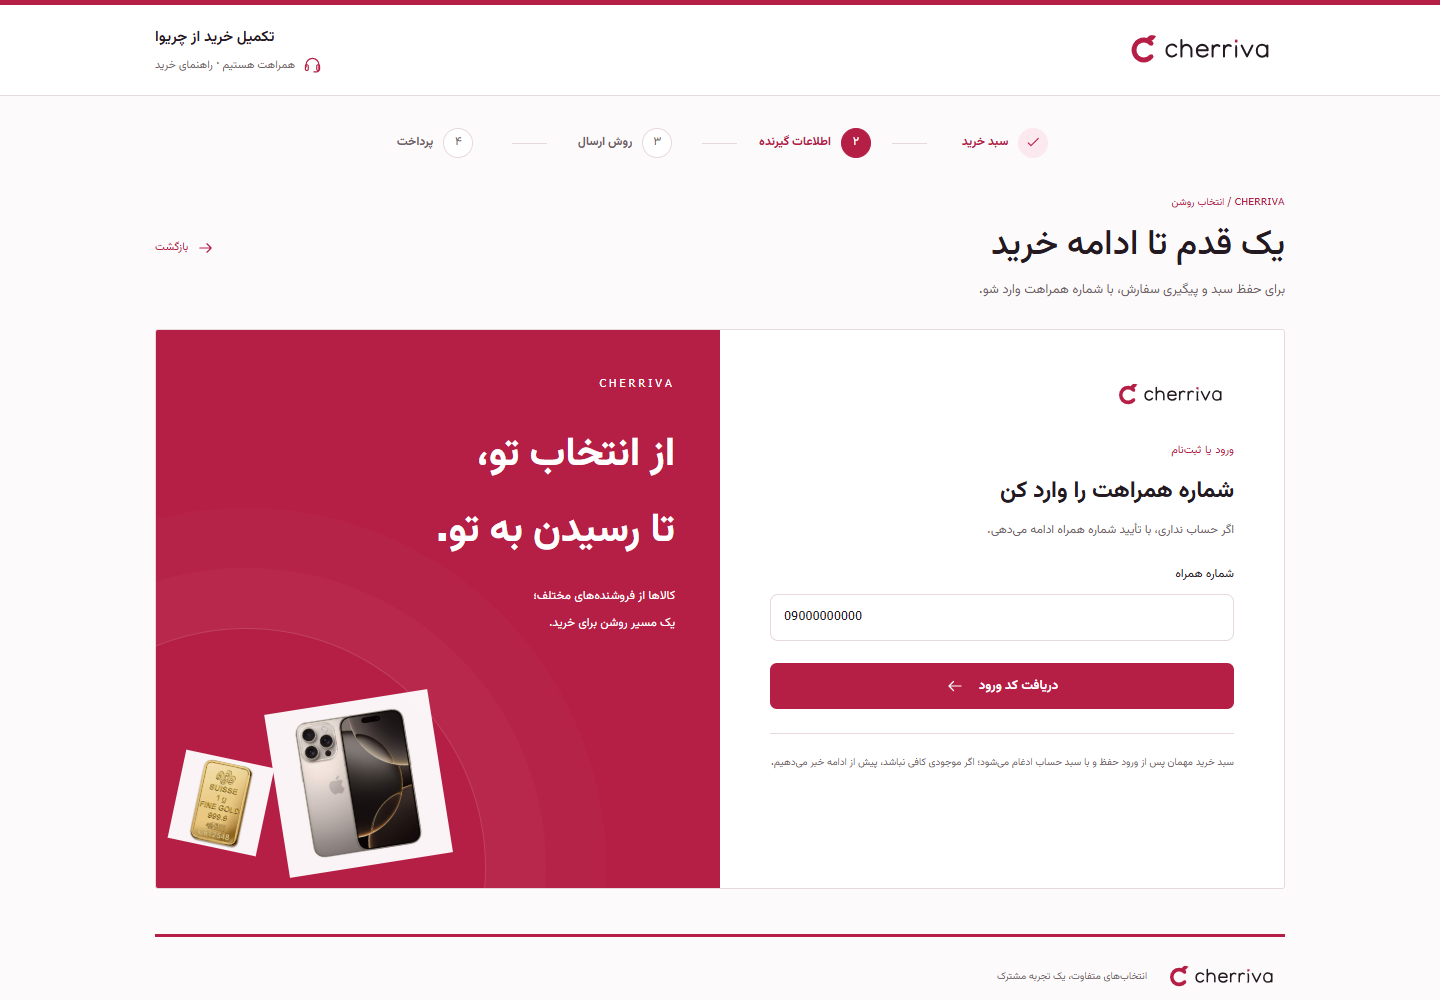 cherriva
تکمیل خرید از چریوا
همراهت هستیم • راهنمای خرید
سبد خرید
۲ اطلاعات گیرنده
۳ روش ارسال
۴ پرداخت
CHERRIVA / انتخاب روشن
یک قدم تا ادامه خرید
بازگشت
برای حفظ سبد و پیگیری سفارش، با شماره همراهت وارد شو.
cherriva
ورود یا ثبت‌نام
شماره همراهت را وارد کن
اگر حساب نداری، با تأیید شماره همراه ادامه می‌دهی.
شماره همراه
09000000000
دریافت کد ورود
سبد خرید مهمان پس از ورود حفظ و با سبد حساب ادغام می‌شود؛ اگر موجودی کافی نباشد، پیش از ادامه خبر می‌دهیم.
CHERRIVA
از انتخاب تو،
تا رسیدن به تو.
کالاها از فروشنده‌های مختلف؛
یک مسیر روشن برای خرید.
SUISSE
1 g
FINE GOLD
999.9
cherriva
انتخاب‌های متفاوت، یک تجربه مشترک